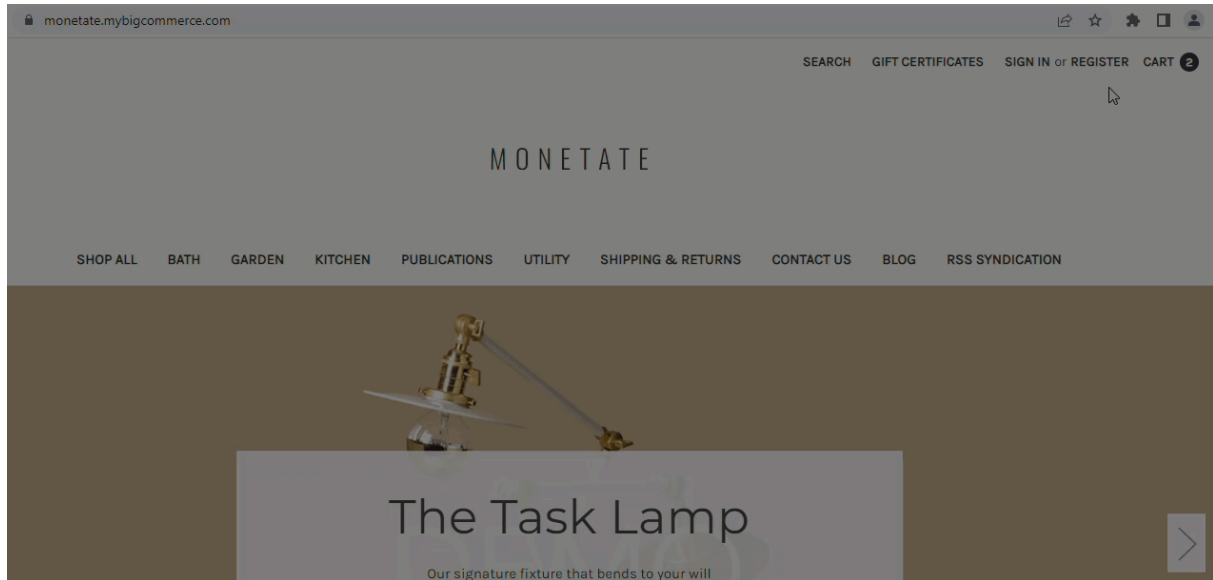 monetate.mybigcommerce.com
SEARCH GIFT CERTIFICATES SIGN IN or REGISTER CART 2
MONETATE
SHOP ALL BATH GARDEN KITCHEN PUBLICATIONS UTILITY SHIPPING & RETURNS CONTACT US BLOG RSS SYNDICATION
The Task Lamp
DEMO
Our signature fixture that bends to your will